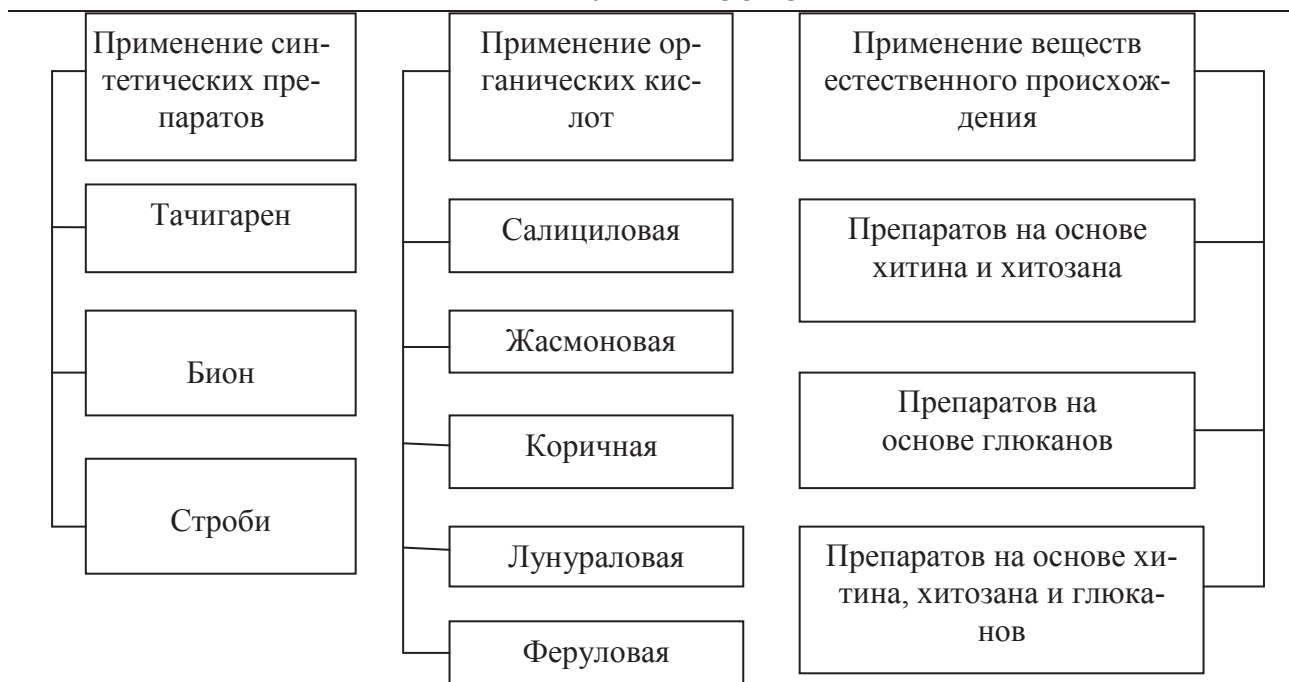 Применение син-
тетических пре-
паратов
Тачигарен
Бион
Строби
Применение ор-
ганических кис-
лот
Салициловая
Жасмоновая
Коричная
Лунураловая
Феруловая
Применение веществ
естественного происхож-
дения
Препаратов на основе
хитина и хитозана
Препаратов на
основе глюканов
Препаратов на основе хи-
тина, хитозана и глюка-
нов